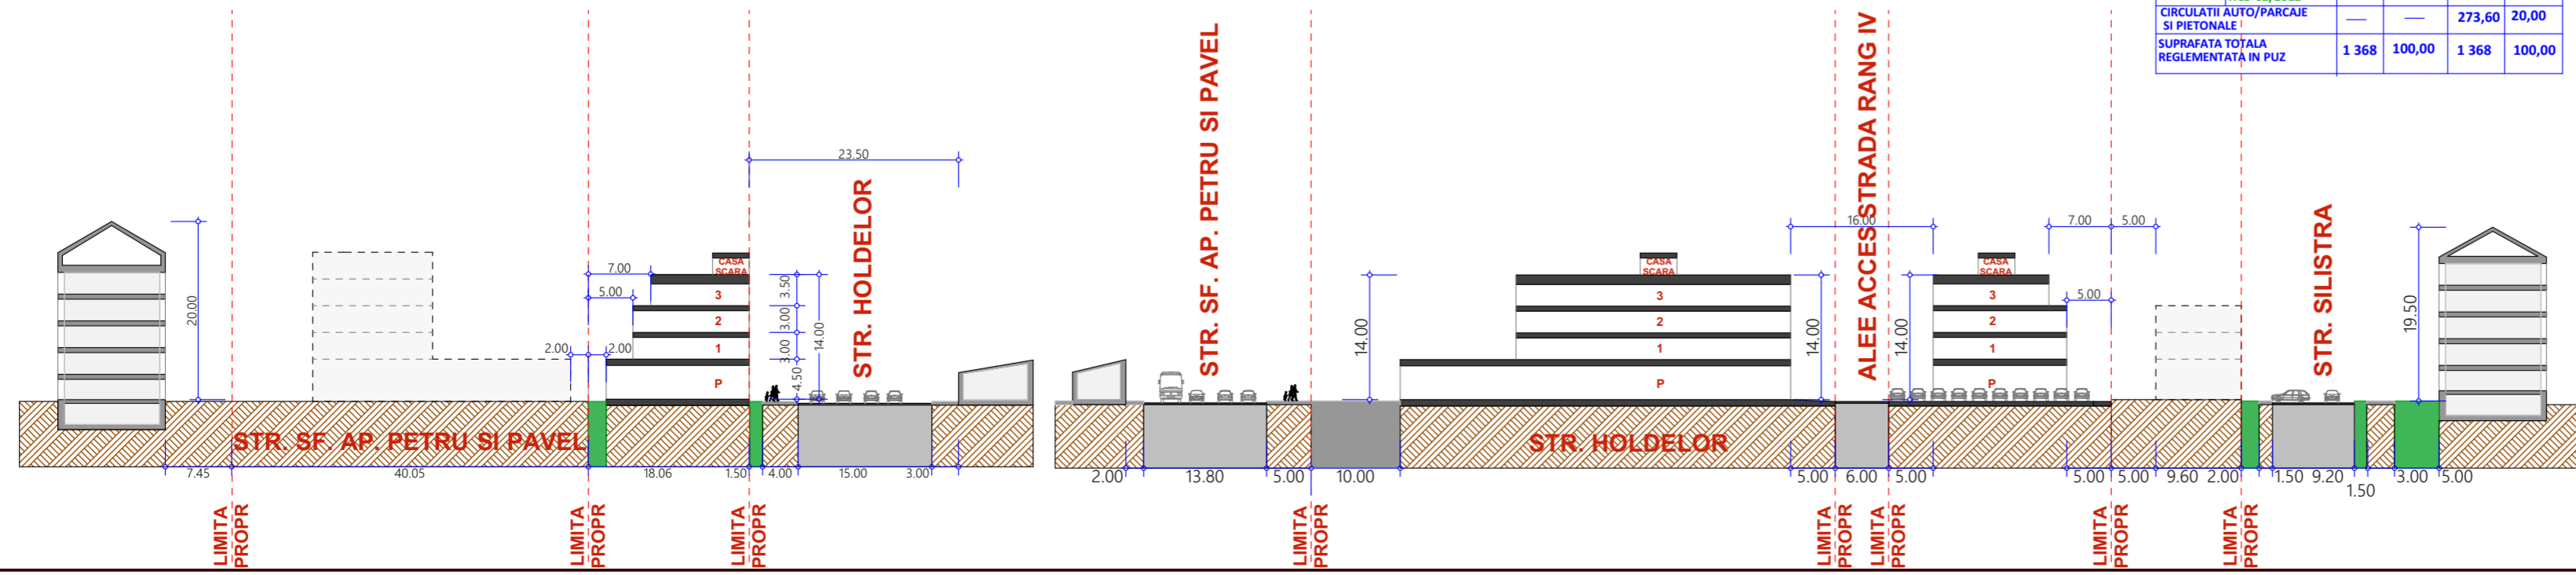 CIRCULATII AUTO/PARCAJE
SI PIETONALE
— — 273,60 20,00
SUPRAFATA TOTALA
REGLEMENTATA IN PUZ
1 368 100,00 1 368 100,00
STR. HOLDELOR
STR. SF. AP. PETRU SI PAVEL
ALEE ACCES STRADA RANG IV
STR. SILISTRA
23.50
20.00
7.00
5.00
2.00
2.00
CASA
SCARA
3
2
1
P
3.50
3.00
3.00
4.50
14.00
14.00
CASA
SCARA
3
2
1
P
14.00
16.00
14.00
CASA
SCARA
3
2
1
P
7.00 5.00
5.00
19.50
STR. SF. AP. PETRU SI PAVEL
STR. HOLDELOR
7.45 40.05 18.06 1.50 4.00 15.00 3.00
2.00 13.80 5.00 10.00 5.00 6.00 5.00 5.00 5.00 9.60 2.00 1.50 9.20 1.50 3.00 5.00
LIMITA
PROPR
LIMITA
PROPR
LIMITA
PROPR
LIMITA
PROPR
LIMITA
PROPR
LIMITA
PROPR
LIMITA
PROPR
LIMITA
PROPR